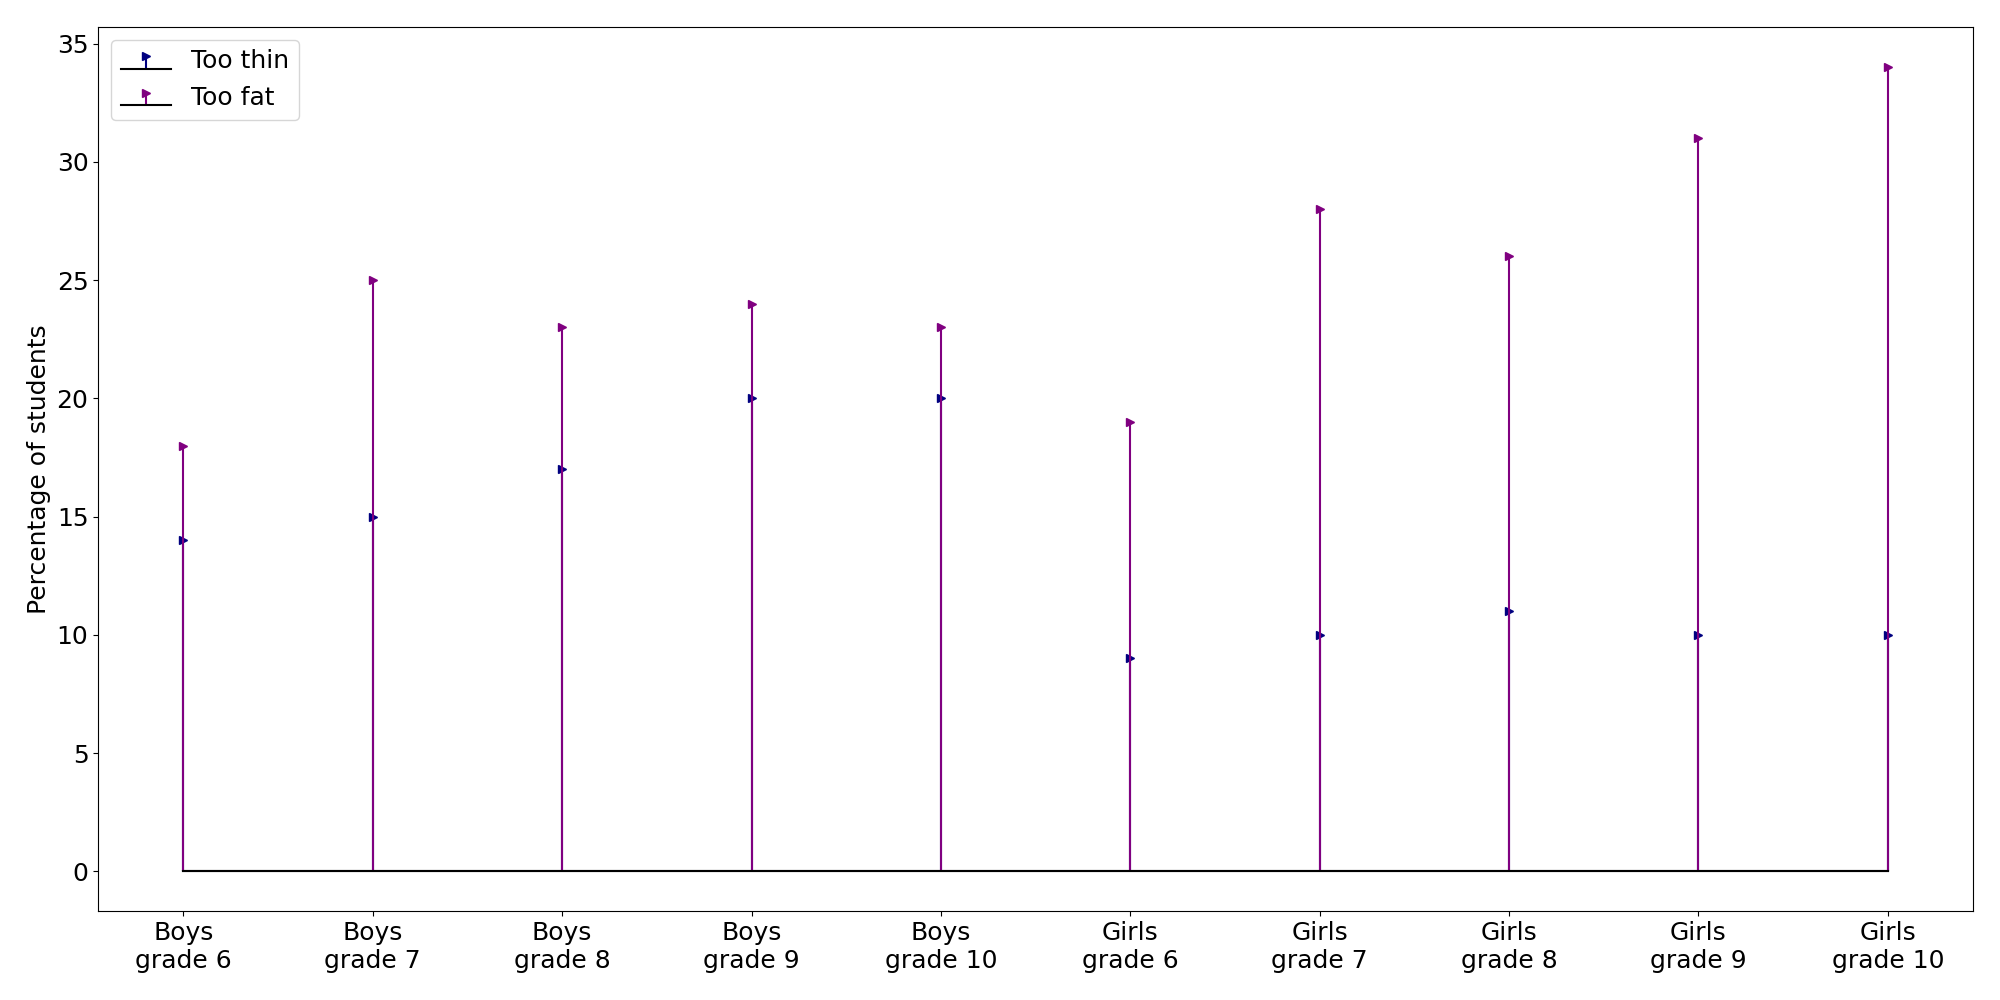 Too thin
Too fat
Percentage of students
35
30
25
20
15
10
5
0
Boys
grade 6
Boys
grade 7
Boys
grade 8
Boys
grade 9
Boys
grade 10
Girls
grade 6
Girls
grade 7
Girls
grade 8
Girls
grade 9
Girls
grade 10